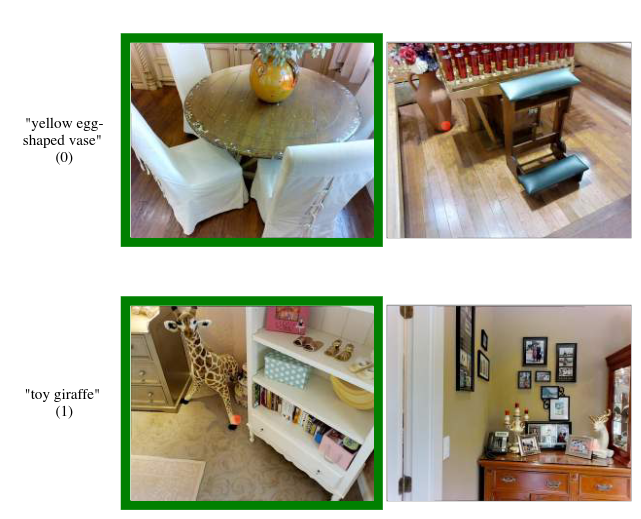 "yellow egg-
shaped vase"
(0)
"toy giraffe"
(1)